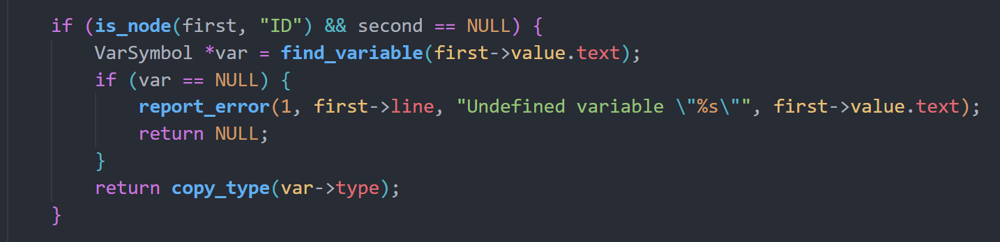 if (is_node(first, "ID") && second == NULL) {
    VarSymbol *var = find_variable(first->value.text);
    if (var == NULL) {
        report_error(1, first->line, "Undefined variable \"%s\"", first->value.text);
        return NULL;
    }
    return copy_type(var->type);
}